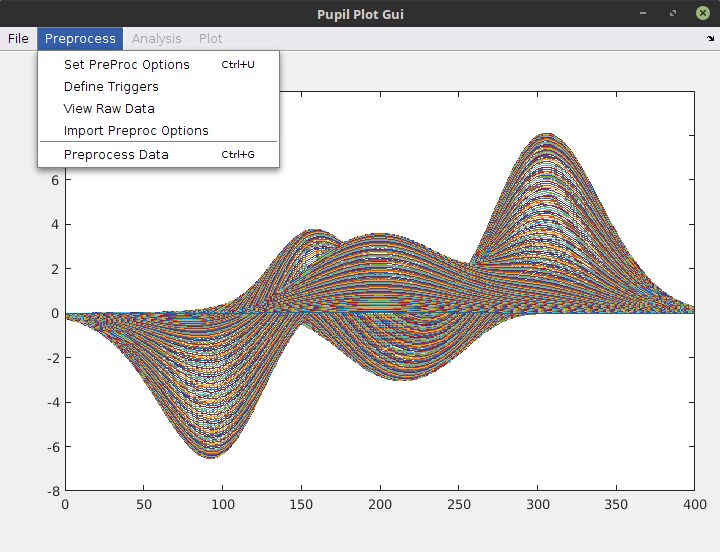 Pupil Plot Gui
File Preprocess Analysis Plot
Set PreProc Options Ctrl+U
Define Triggers
View Raw Data
Import Preproc Options
Preprocess Data Ctrl+G
6
4
2
0
-2
-4
-6
-8
0 50 100 150 200 250 300 350 400